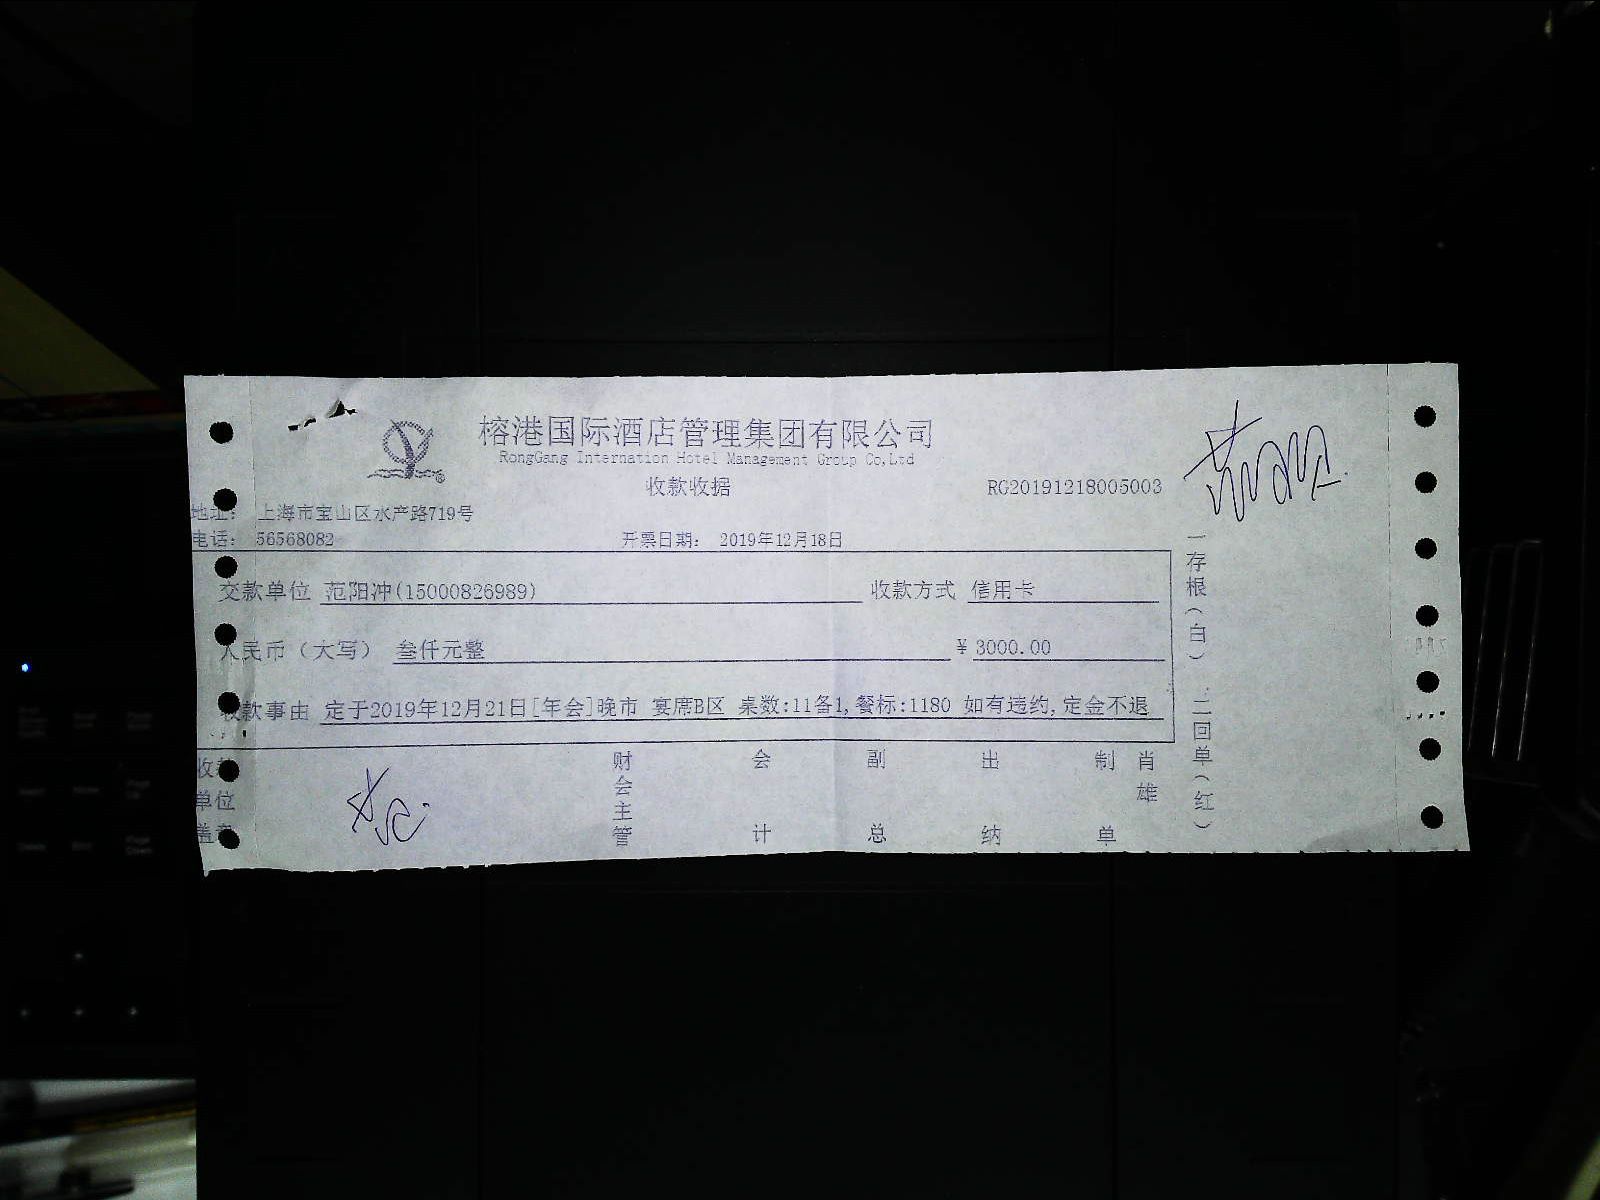 榕港国际酒店管理集团有限公司
RongGang Internation Hotel Management Group Co,Ltd
收款收据
RG20191218005003
地址: 上海市宝山区水产路719号
电话: 56568082 开票日期: 2019年12月18日
交款单位 范阳冲(15000826989) 收款方式 信用卡
人民币（大写） 叁仟元整 ¥ 3000.00
收款事由 定于2019年12月21日[年会]晚市 宴席B区 桌数:11备1,餐标:1180 如有违约,定金不退
收款单位盖章 财会主管 会计 副总 出纳 制单 肖雄
一存根(白) 二回单(红)